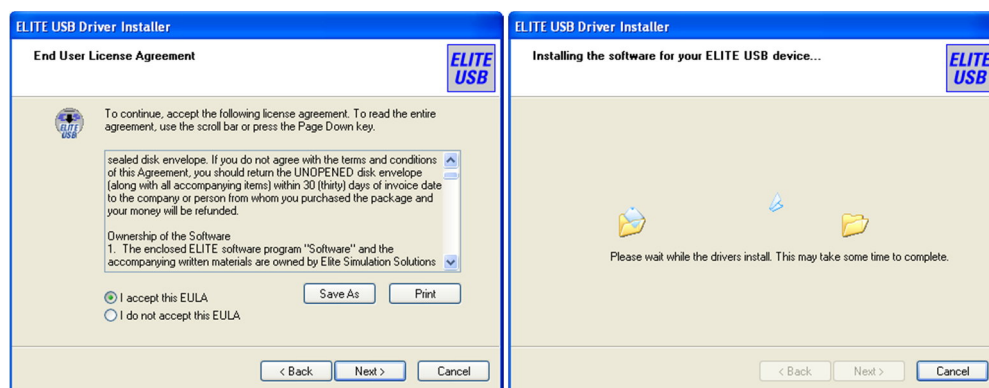 ELITE USB Driver Installer
End User License Agreement
ELITE
USB
ELITE
USB
To continue, accept the following license agreement. To read the entire
agreement, use the scroll bar or press the Page Down key.
sealed disk envelope. If you do not agree with the terms and conditions
of this Agreement, you should return the UNOPENED disk envelope
(along with all accompanying items) within 30 (thirty) days of invoice date
to the company or person from whom you purchased the package and
your money will be refunded.
Ownership of the Software
1. The enclosed ELITE software program "Software" and the
accompanying written materials are owned by Elite Simulation Solutions
I accept this EULA
Save As
Print
I do not accept this EULA
< Back
Next >
Cancel
ELITE USB Driver Installer
Installing the software for your ELITE USB device...
ELITE
USB
Please wait while the drivers install. This may take some time to complete.
< Back
Next >
Cancel